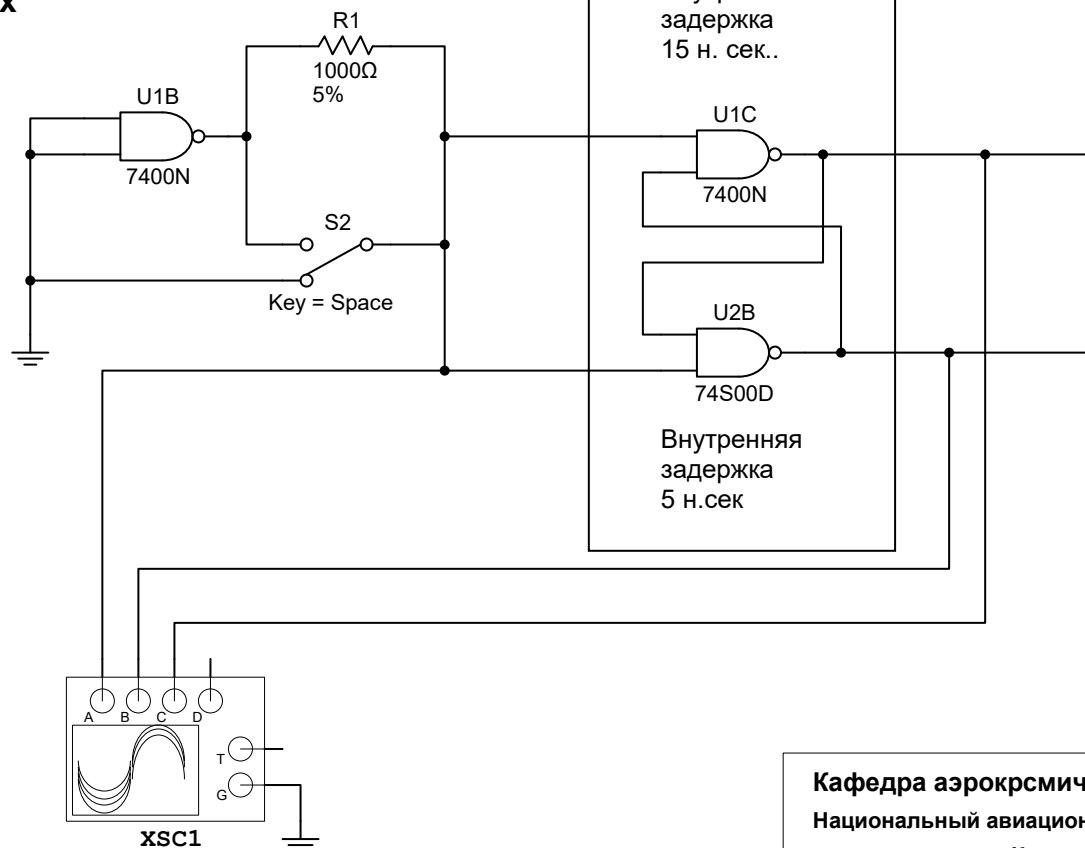 x
R1
1000Ω
5%
U1B
7400N
S2
Key = Space
задержка
15 н. сек..
U1C
7400N
U2B
74S00D
Внутренняя
задержка
5 н.сек
A B C D
T
G
XSC1
Кафедра аэрокрсмич
Национальный авиацион